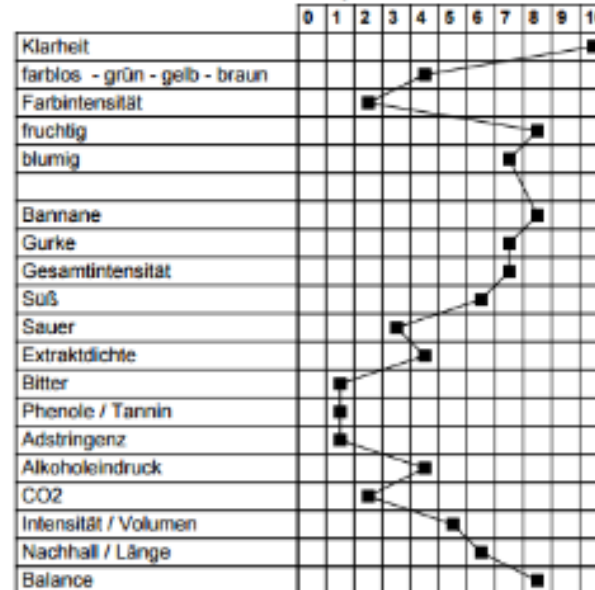 0 1 2 3 4 5 6 7 8 9 10
Klarheit
farblos - grün - gelb - braun
Farbintensität
fruchtig
blumig
Bannane
Gurke
Gesamtintensität
Süß
Sauer
Extraktdichte
Bitter
Phenole / Tannin
Adstringenz
Alkoholeindruck
CO2
Intensität / Volumen
Nachhall / Länge
Balance